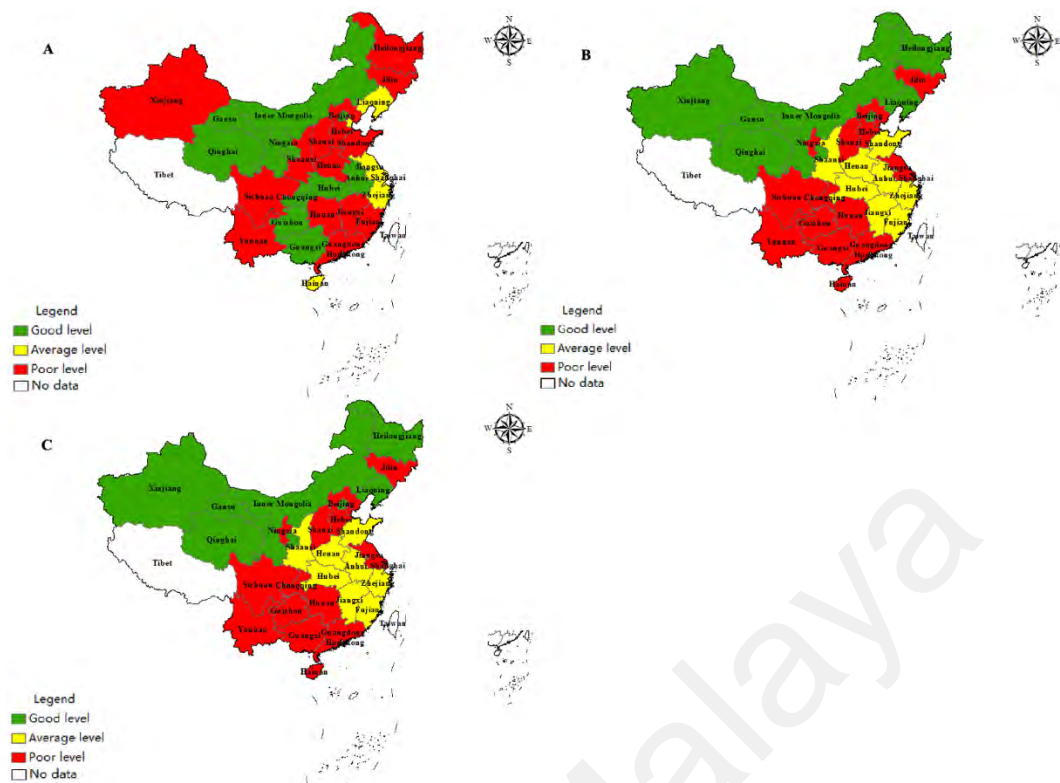 A
N
W E
S
Heilongjiang
Jilin
Liaoning
Xinjiang
Gansu
Inner Mongolia
Beijing
Hebei
Ningxia
Shanxi
Shandong
Qinghai
Shaanxi
Henan
Jiangsu
Tibet
Anhui
Shanghai
Hubei
Zhejiang
Sichuan
Chongqing
Hunan
Jiangxi
Guizhou
Fujian
Yunnan
Guangxi
Guangdong
Taiwan
Hainan
Legend
Good level
Average level
Poor level
No data
B
N
W E
S
Heilongjiang
Jilin
Liaoning
Xinjiang
Gansu
Inner Mongolia
Beijing
Hebei
Ningxia
Shanxi
Shandong
Qinghai
Shaanxi
Henan
Jiangsu
Tibet
Anhui
Shanghai
Hubei
Zhejiang
Sichuan
Chongqing
Hunan
Jiangxi
Guizhou
Fujian
Yunnan
Guangxi
Guangdong
Taiwan
Hainan
Legend
Good level
Average level
Poor level
No data
C
N
W E
S
Heilongjiang
Jilin
Liaoning
Xinjiang
Gansu
Inner Mongolia
Beijing
Hebei
Ningxia
Shanxi
Shandong
Qinghai
Shaanxi
Henan
Jiangsu
Tibet
Anhui
Shanghai
Hubei
Zhejiang
Sichuan
Chongqing
Hunan
Jiangxi
Guizhou
Fujian
Yunnan
Guangxi
Guangdong
Taiwan
Hainan
Legend
Good level
Average level
Poor level
No data
Malaya